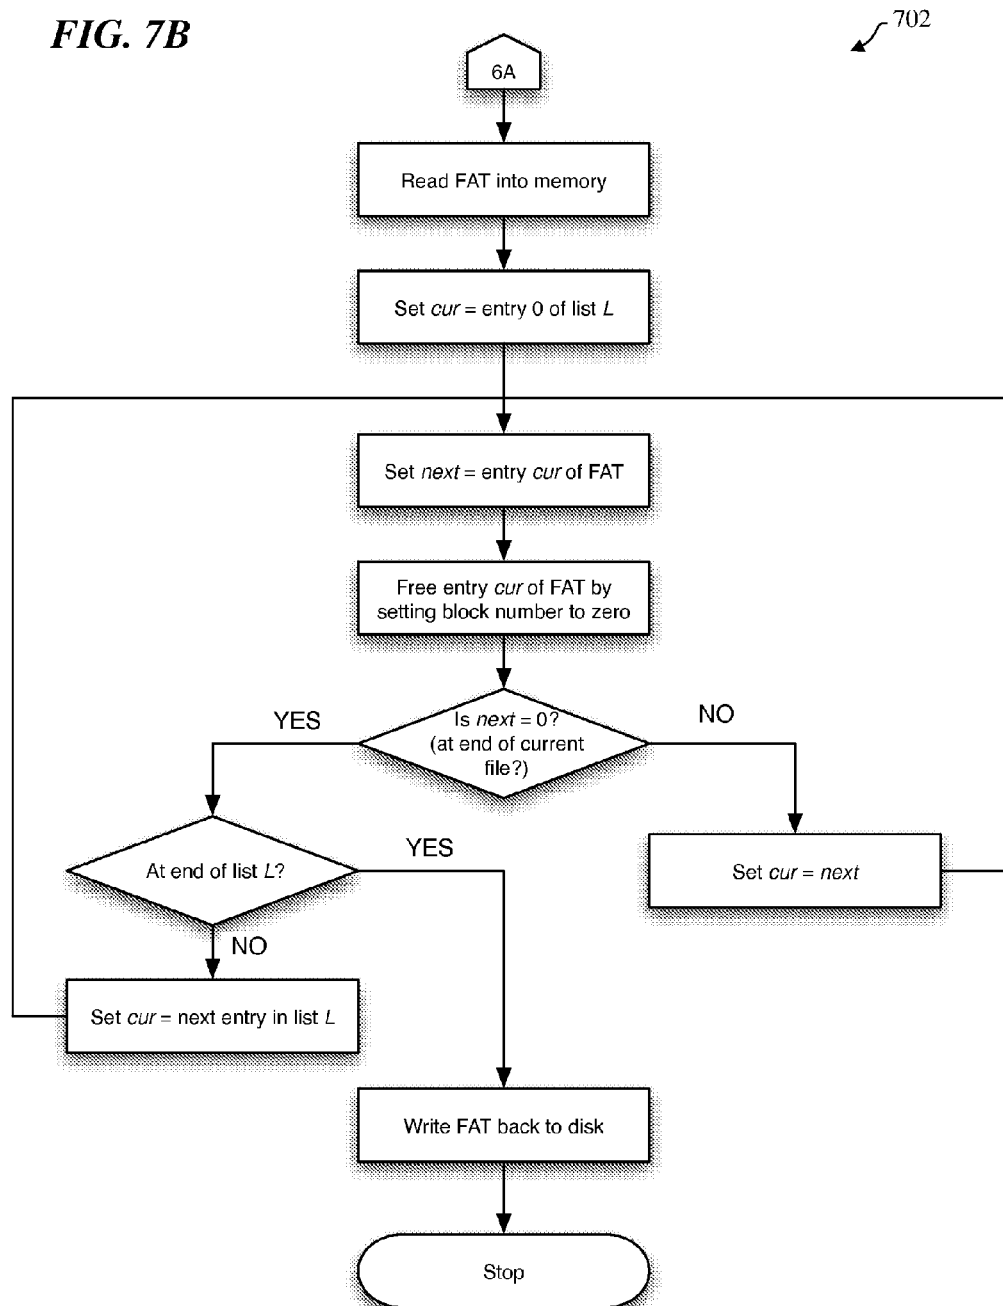 FIG. 7B
702
6A
Read FAT into memory
Set cur = entry 0 of list L
Set next = entry cur of FAT
Free entry cur of FAT by
setting block number to zero
YES
Is next = 0?
(at end of current
file?)
NO
At end of list L?
YES
Set cur = next
NO
Set cur = next entry in list L
Write FAT back to disk
Stop